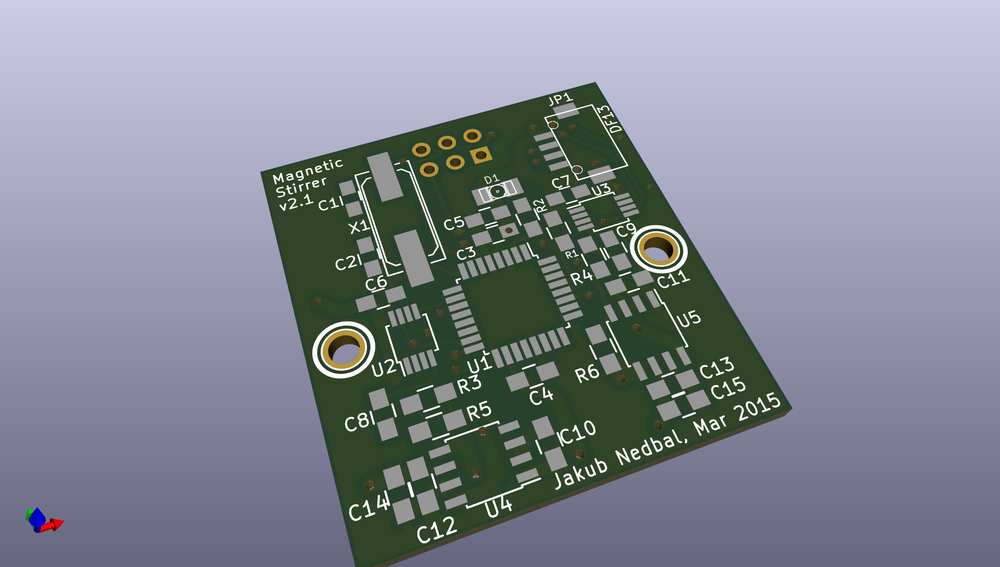 JP1
DF13
Magnetic
Stirrer
v2.1
C1
D1
C7
U3
X1
C5
R2
C2
C3
R1
C9
C6
R4
C11
U2
U1
U5
R6
C13
C15
C4
R3
C8
R5
C10
Jakub Nedbal, Mar 2015
C14
C12
U4